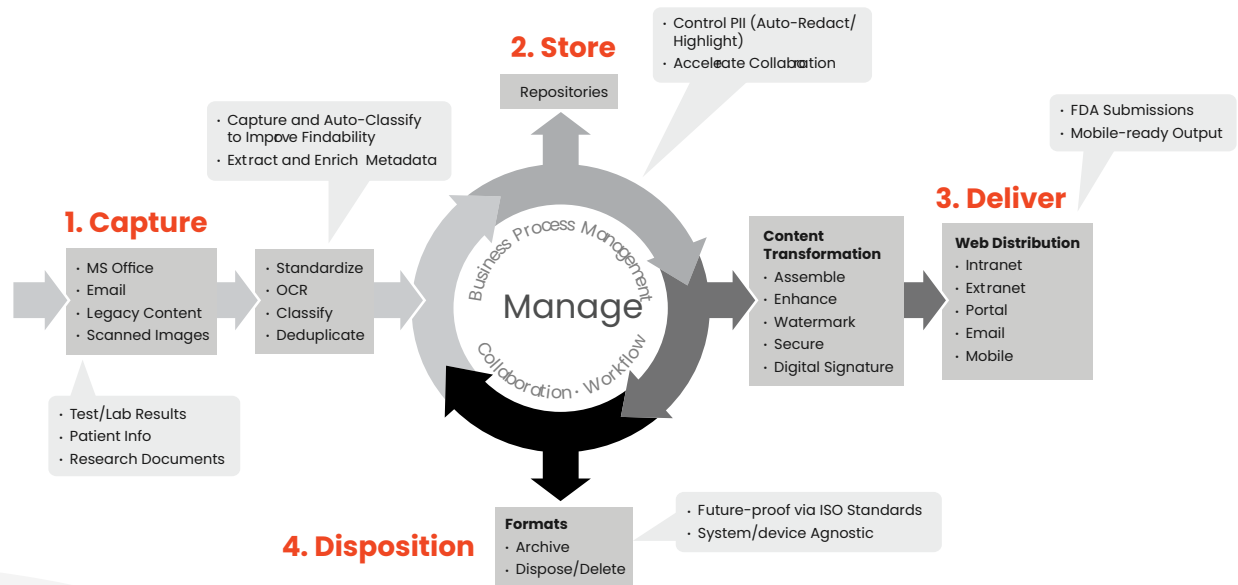 1. Capture
· MS Office
· Email
· Legacy Content
· Scanned Images
· Test/Lab Results
· Patient Info
· Research Documents
· Capture and Auto-Classify
to Improve Findability
· Extract and Enrich Metadata
· Standardize
· OCR
· Classify
· Deduplicate
2. Store
Repositories
· Control PII (Auto-Redact/
Highlight)
· Accelerate Collaboration
Business Process Management
Manage
Collaboration · Workflow
Content
Transformation
· Assemble
· Enhance
· Watermark
· Secure
· Digital Signature
3. Deliver
· FDA Submissions
· Mobile-ready Output
Web Distribution
· Intranet
· Extranet
· Portal
· Email
· Mobile
4. Disposition
Formats
· Archive
· Dispose/Delete
· Future-proof via ISO Standards
· System/device Agnostic